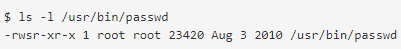 $ ls -l /usr/bin/passwd
-rwsr-xr-x 1 root root 23420 Aug 3 2010 /usr/bin/passwd